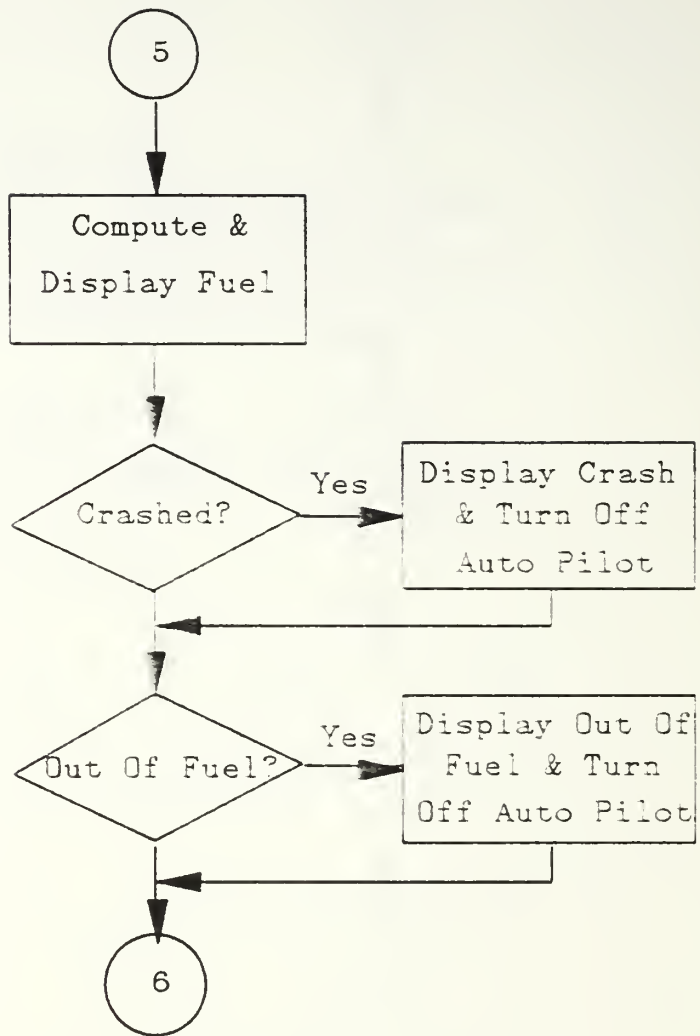 5
Compute &
Display Fuel
Crashed?
Yes
Display Crash
& Turn Off
Auto Pilot
Out Of Fuel?
Yes
Display Out Of
Fuel & Turn
Off Auto Pilot
6